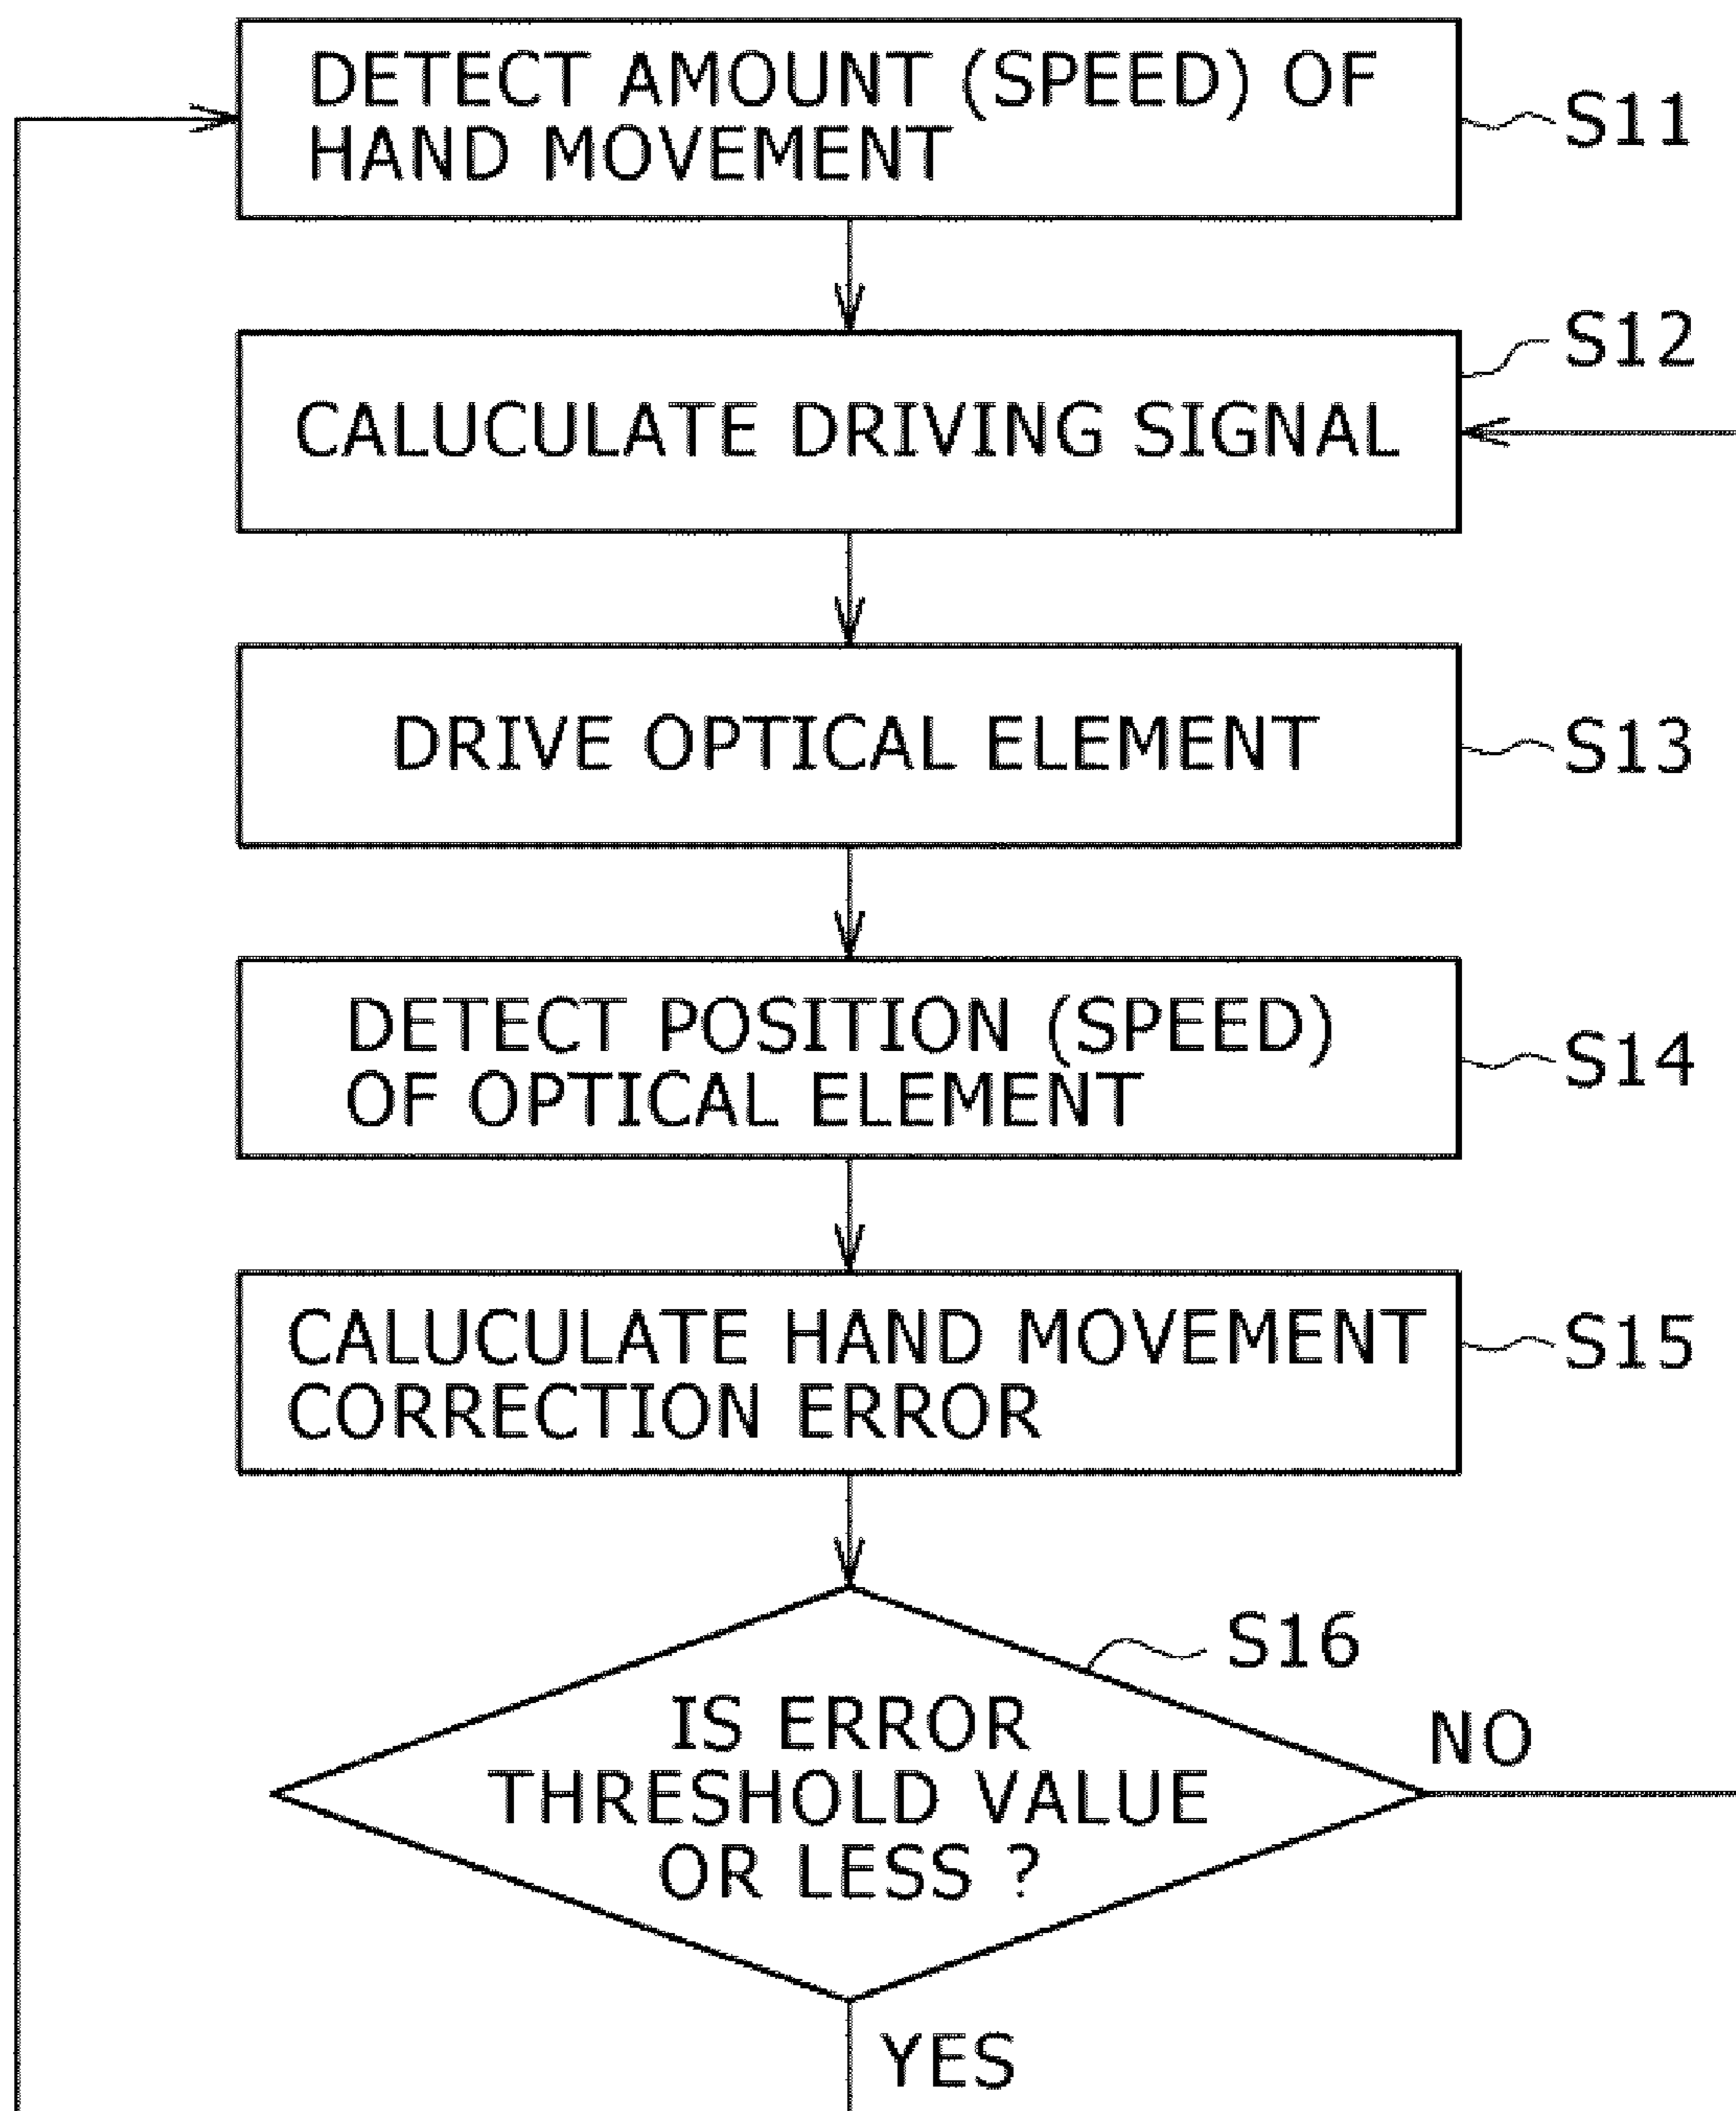 DETECT AMOUNT (SPEED) OF
HAND MOVEMENT
S11
S12
CALUCULATE DRIVING SIGNAL
DRIVE OPTICAL ELEMENT
S13
DETECT POSITION (SPEED)
OF OPTICAL ELEMENT
S14
CALUCULATE HAND MOVEMENT
CORRECTION ERROR
S15
S16
IS ERROR
THRESHOLD VALUE
OR LESS ?
NO
YES